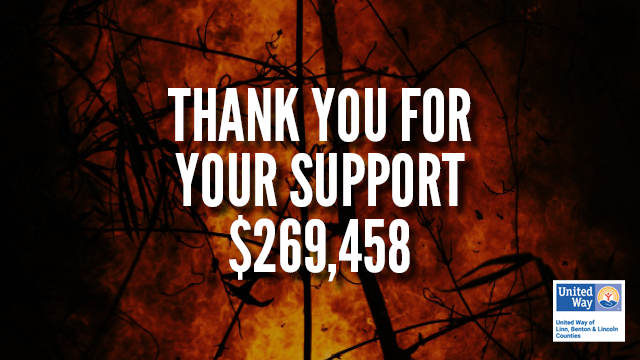 THANK YOU FOR
YOUR SUPPORT
$269,458
United
Way
United Way of
Linn, Benton & Lincoln
Counties